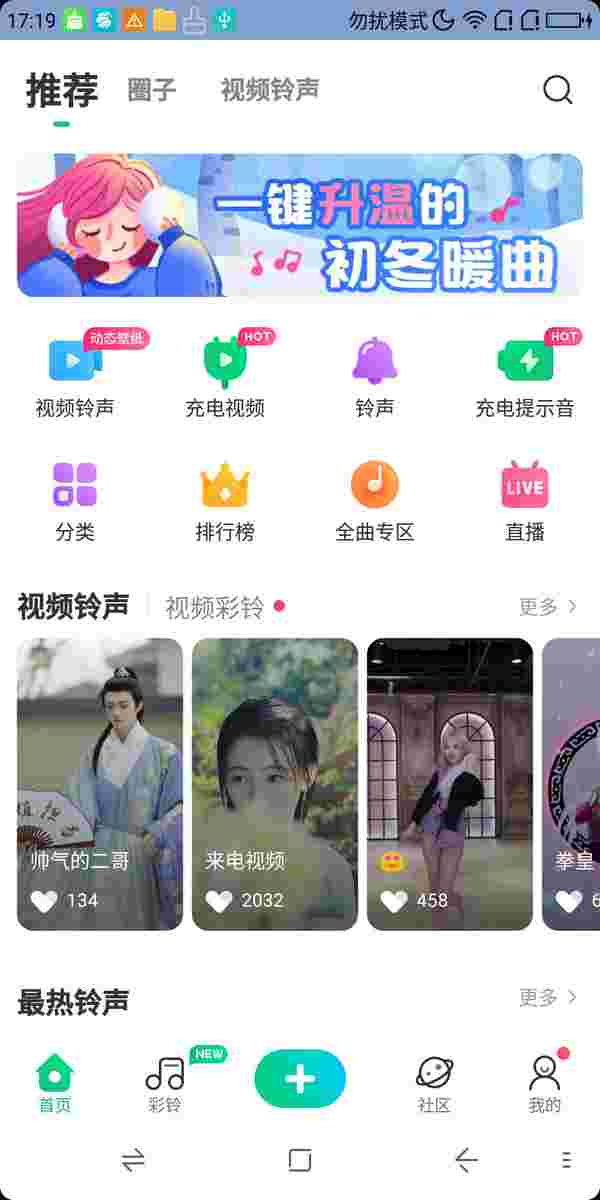 17:19 勿扰模式
推荐 圈子 视频铃声
一键升温的
初冬暖曲
动态壁纸 HOT HOT
视频铃声 充电视频 铃声 充电提示音
LIVE
分类 排行榜 全曲专区 直播
视频铃声 视频彩铃 更多
帅气的二哥 来电视频 拳皇
134 2032 458 6
最热铃声 更多
NEW
首页 彩铃 社区 我的